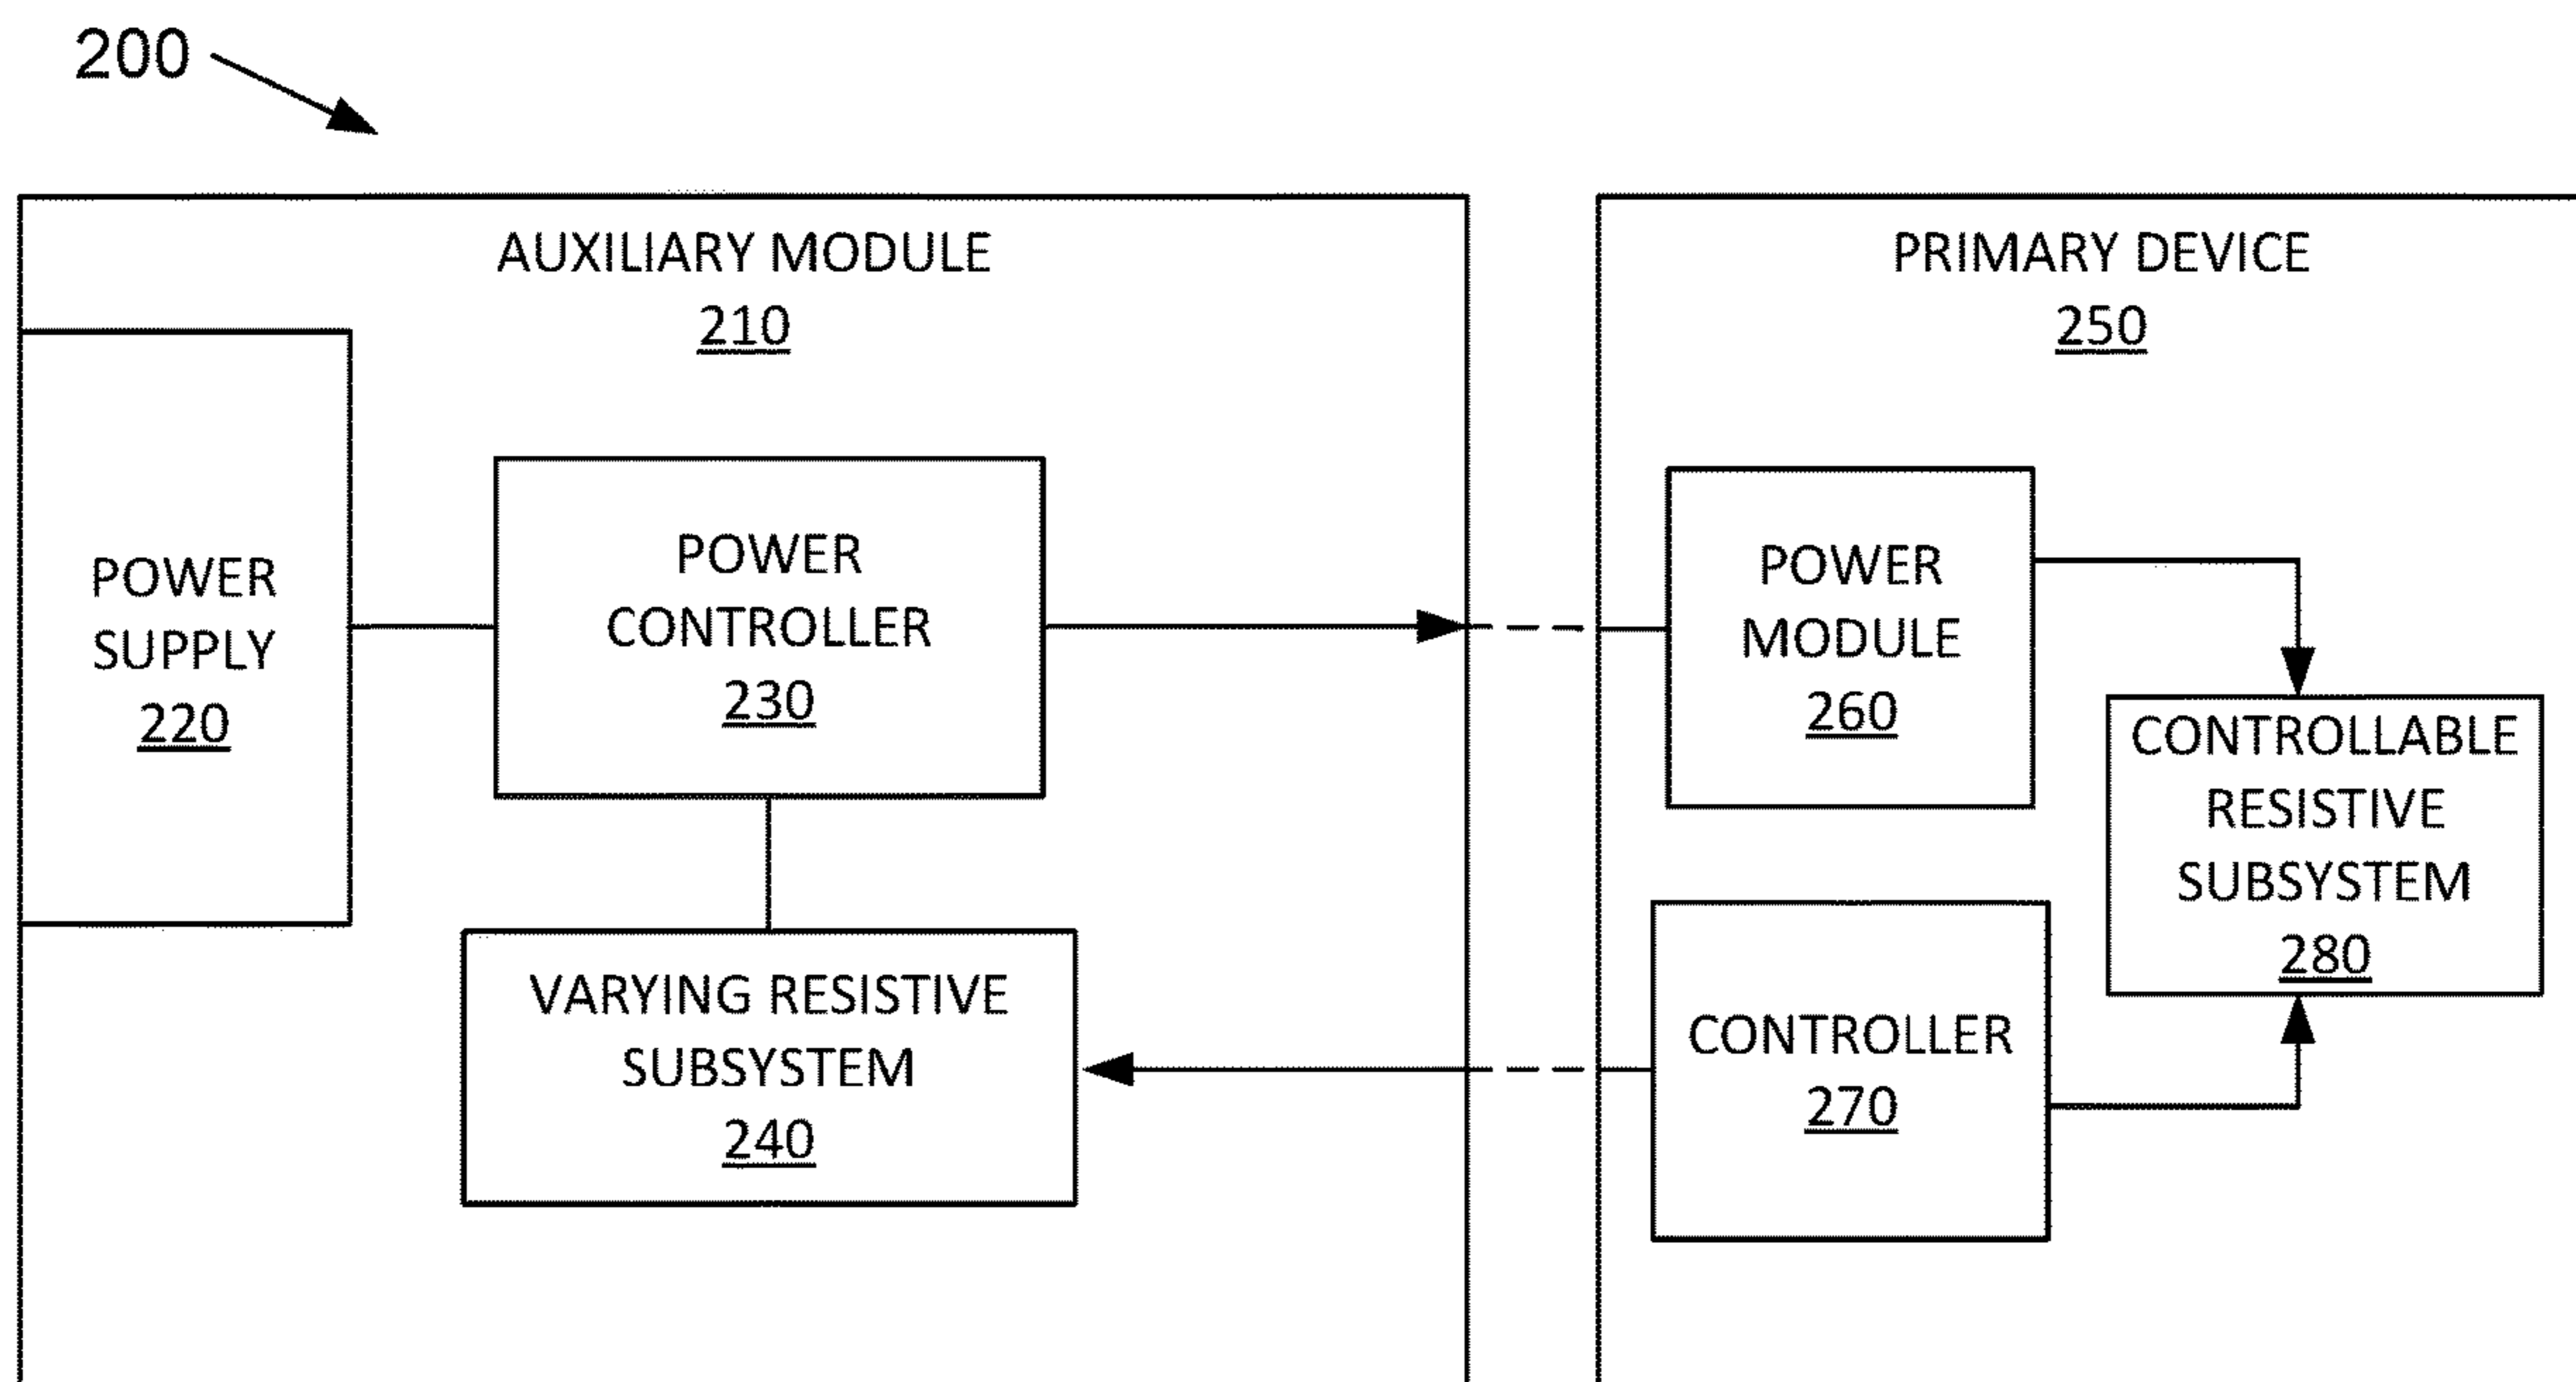 200
AUXILIARY MODULE
210
PRIMARY DEVICE
250
POWER
SUPPLY
220
POWER
CONTROLLER
230
POWER
MODULE
260
CONTROLLABLE
RESISTIVE
SUBSYSTEM
280
VARYING RESISTIVE
SUBSYSTEM
240
CONTROLLER
270